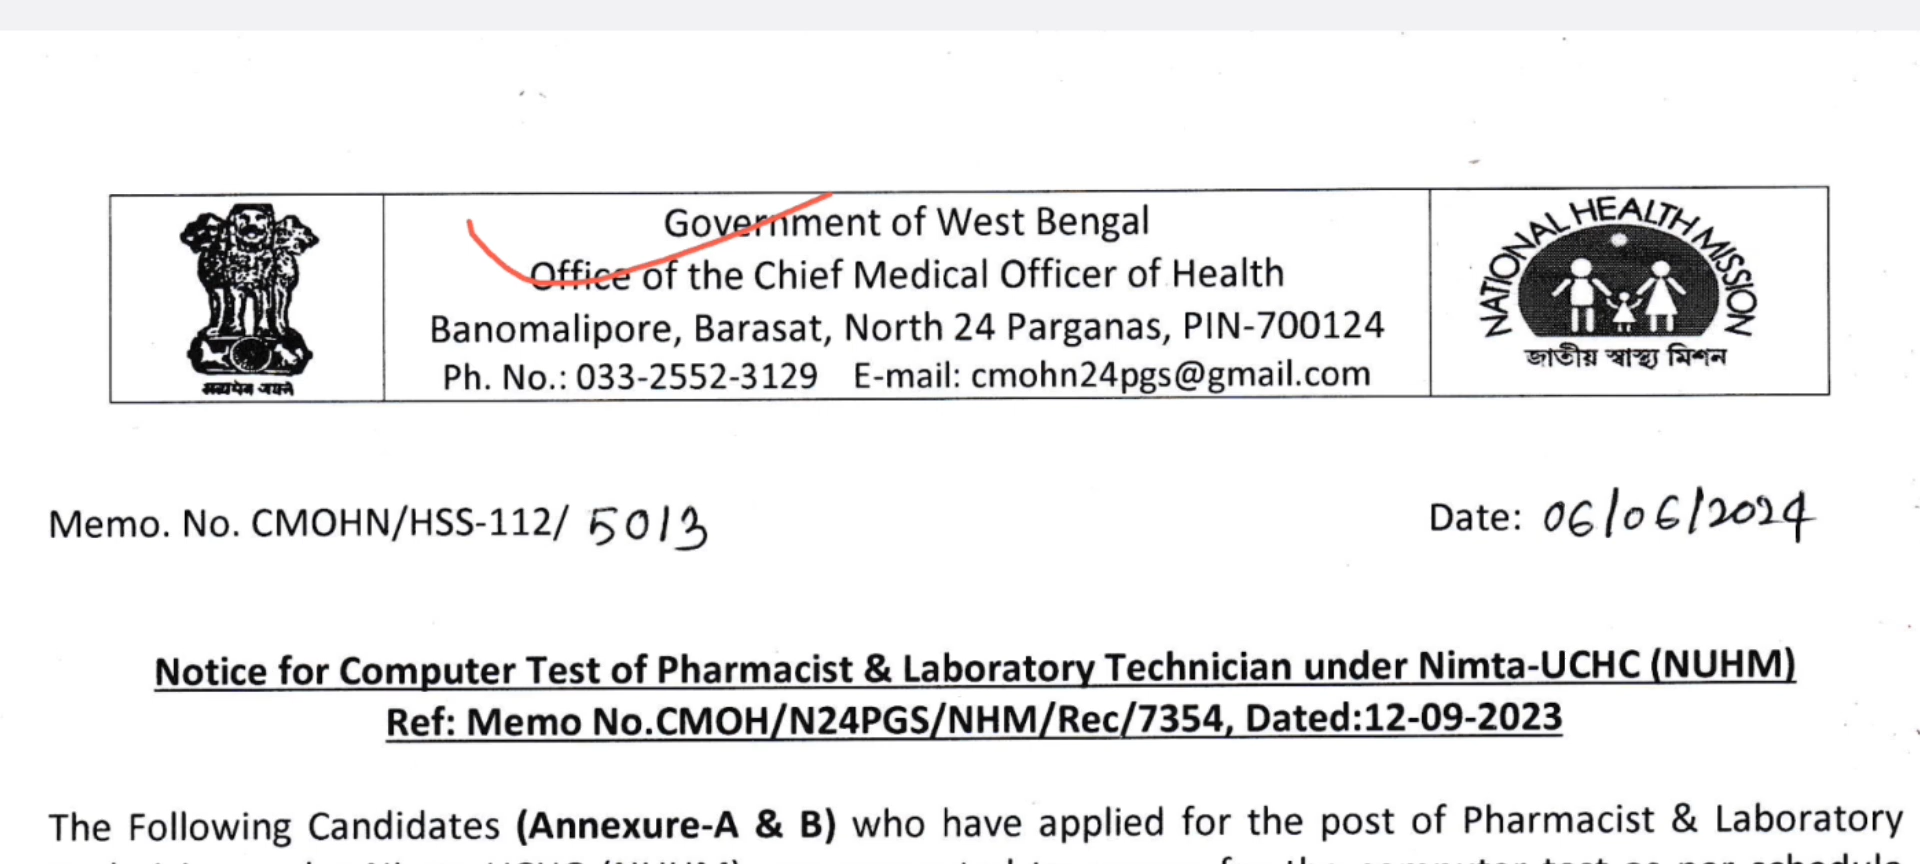 Government of West Bengal
Office of the Chief Medical Officer of Health
Banomalipore, Barasat, North 24 Parganas, PIN-700124
Ph. No.: 033-2552-3129 E-mail: cmohn24pgs@gmail.com
सत्यमेव जयते
NATIONAL HEALTH MISSION
জাতীয় স্বাস্থ্য মিশন
Memo. No. CMOHN/HSS-112/ 5013
Date: 06/06/2024
Notice for Computer Test of Pharmacist & Laboratory Technician under Nimta-UCHC (NUHM)
Ref: Memo No.CMOH/N24PGS/NHM/Rec/7354, Dated:12-09-2023
The Following Candidates (Annexure-A & B) who have applied for the post of Pharmacist & Laboratory